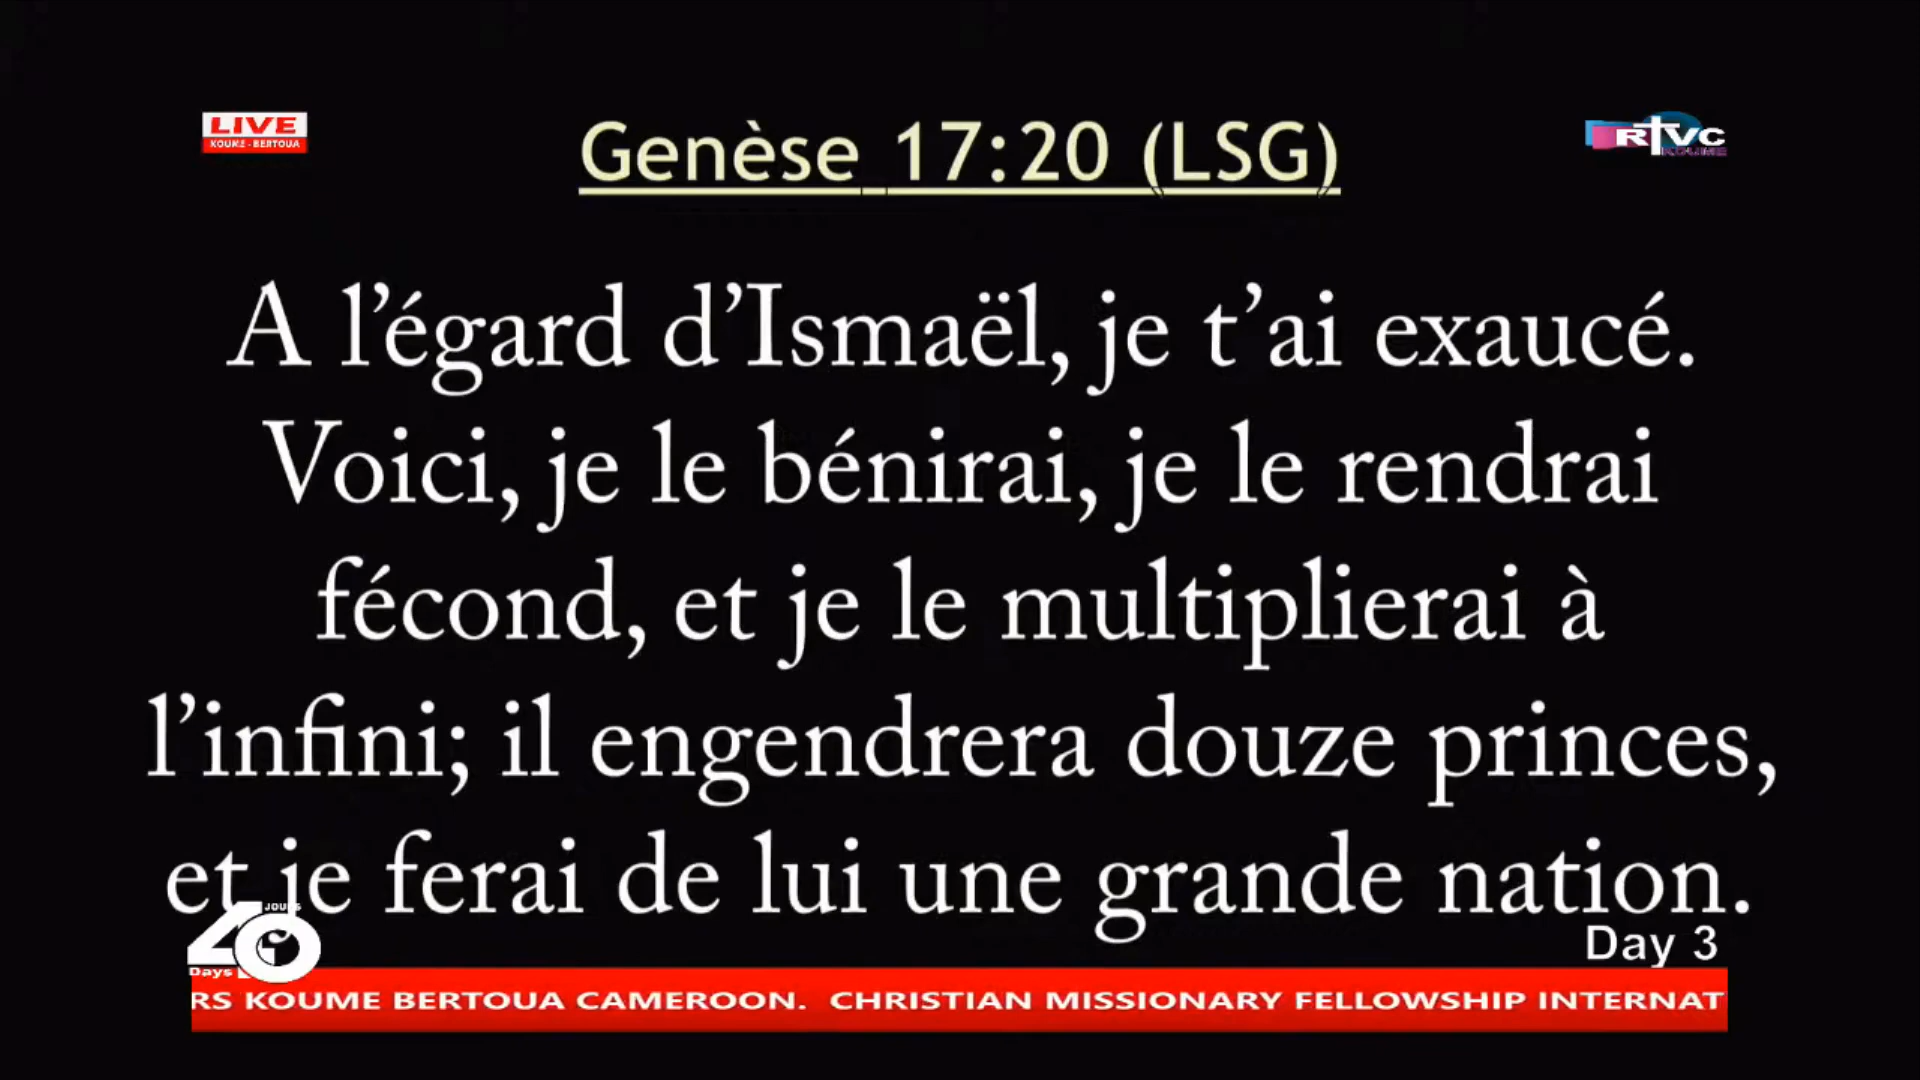 LIVE
KOUME - BERTOUA
Genèse 17:20 (LSG)
RTVC
KOUME
A l’égard d’Ismaël, je t’ai exaucé.
Voici, je le bénirai, je le rendrai
fécond, et je le multiplierai à
l’infini; il engendrera douze princes,
et je ferai de lui une grande nation.
40
JOURS
Days
Day 3
RS KOUME BERTOUA CAMEROON. CHRISTIAN MISSIONARY FELLOWSHIP INTERNAT